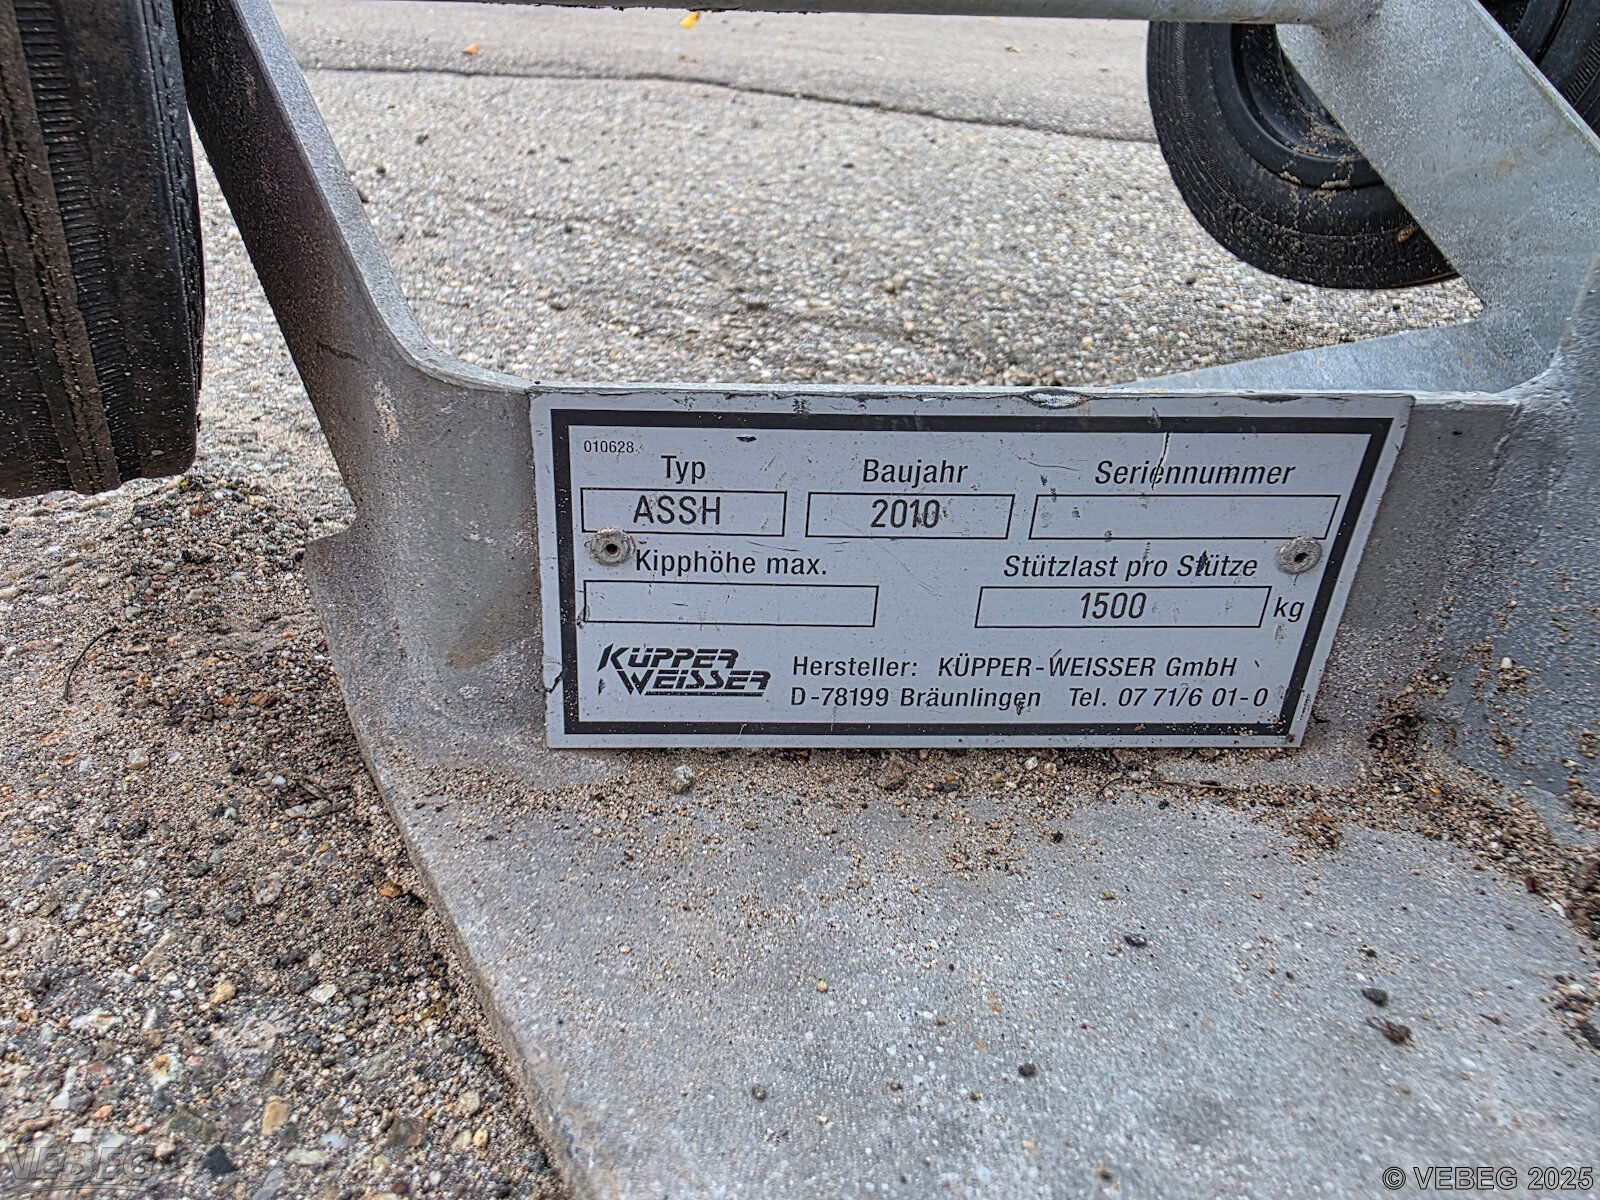 010628
Typ Baujahr Seriennummer
ASSH 2010
Kipphöhe max. Stützlast pro Stütze
1500 kg
KÜPPER WEISSER
Hersteller: KÜPPER-WEISSER GmbH
D-78199 Bräunlingen Tel. 07 71/6 01-0
VEBEG
© VEBEG 2025